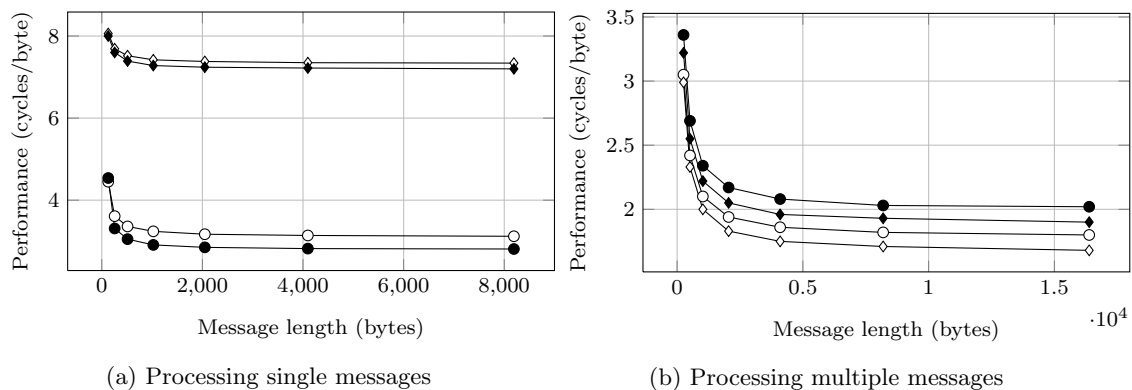 8
6
4
0
2,000
4,000
6,000
8,000
Performance (cycles/byte)
Message length (bytes)
(a) Processing single messages
3.5
3
2.5
2
0
0.5
1
1.5
·10⁴
Performance (cycles/byte)
Message length (bytes)
(b) Processing multiple messages